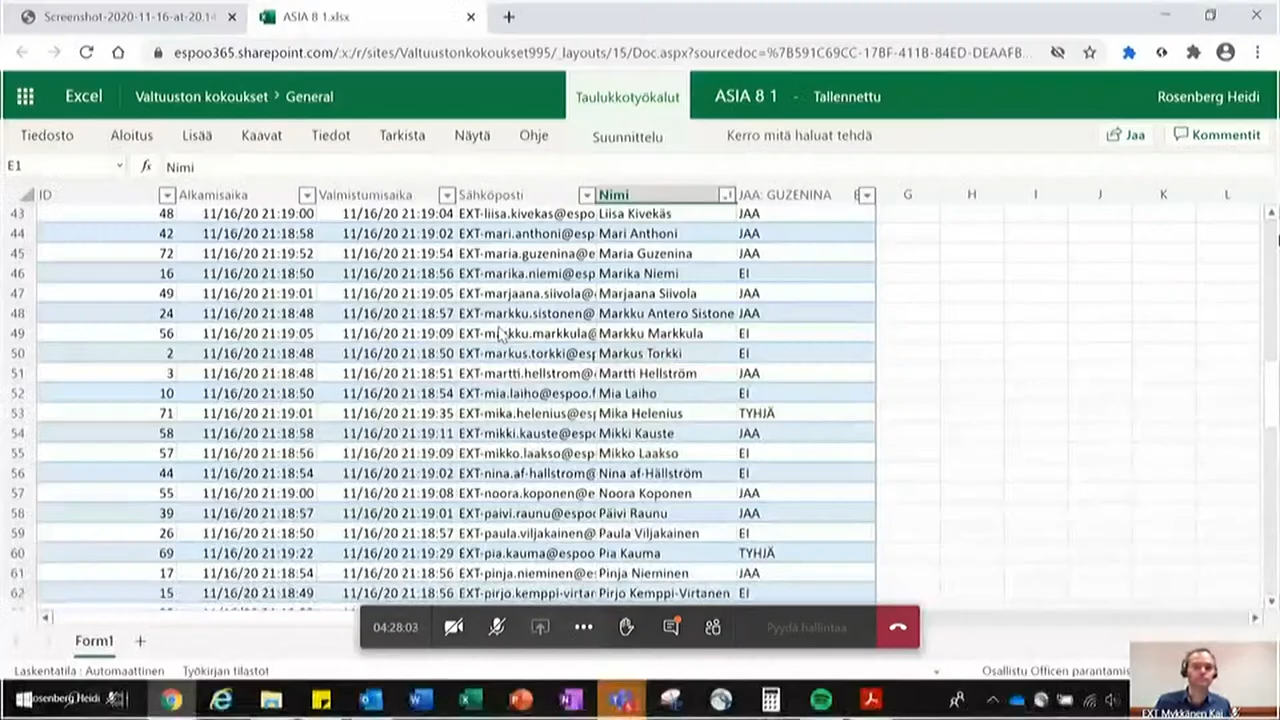 Screenshot-2020-11-16-at-20.14
ASIA 8 1.xlsx
espoo365.sharepoint.com/:x:/r/sites/Valtuustonkokoukset995/_layouts/15/Doc.aspx?sourcedoc=%7B591C69CC-17BF-411B-84ED-DEAAFB...
Excel Valtuuston kokoukset > General Taulukkotyökalut ASIA 8 1 - Tallennettu Rosenberg Heidi
Tiedosto Aloitus Lisää Kaavat Tiedot Tarkista Näytä Ohje Suunnittelu Kerro mitä haluat tehdä Jaa Kommentit
E1 fx Nimi
ID Alkamisaika Valmistumisaika Sähköposti Nimi JAA: GUZENINA E G H I J K L
43 48 11/16/20 21:19:00 11/16/20 21:19:04 EXT-liisa.kivekas@espo Liisa Kivekäs JAA
44 42 11/16/20 21:18:58 11/16/20 21:19:02 EXT-mari.anthoni@esp Mari Anthoni JAA
45 72 11/16/20 21:19:52 11/16/20 21:19:54 EXT-maria.guzenina@e Maria Guzenina JAA
46 16 11/16/20 21:18:50 11/16/20 21:18:56 EXT-marika.niemi@esp Marika Niemi EI
47 49 11/16/20 21:19:01 11/16/20 21:19:05 EXT-marjaana.siivola@ Marjaana Siivola JAA
48 24 11/16/20 21:18:48 11/16/20 21:18:57 EXT-markku.sistonen@ Markku Antero Sistone JAA
49 56 11/16/20 21:19:05 11/16/20 21:19:09 EXT-markku.markkula@ Markku Markkula EI
50 2 11/16/20 21:18:48 11/16/20 21:18:50 EXT-markus.torkki@esp Markus Torkki EI
51 3 11/16/20 21:18:48 11/16/20 21:18:51 EXT-martti.hellstrom@ Martti Hellström JAA
52 10 11/16/20 21:18:50 11/16/20 21:18:54 EXT-mia.laiho@espoo.f Mia Laiho EI
53 71 11/16/20 21:19:01 11/16/20 21:19:35 EXT-mika.helenius@esp Mika Helenius TYHJÄ
54 58 11/16/20 21:18:58 11/16/20 21:19:11 EXT-mikki.kauste@espo Mikki Kauste JAA
55 57 11/16/20 21:18:56 11/16/20 21:19:09 EXT-mikko.laakso@esp Mikko Laakso EI
56 44 11/16/20 21:18:54 11/16/20 21:19:02 EXT-nina.af-hallstrom@ Nina af-Hällström EI
57 55 11/16/20 21:19:00 11/16/20 21:19:08 EXT-noora.koponen@e Noora Koponen JAA
58 39 11/16/20 21:18:57 11/16/20 21:19:01 EXT-paivi.raunu@espoo Päivi Raunu JAA
59 26 11/16/20 21:18:50 11/16/20 21:18:57 EXT-paula.viljakainen@ Paula Viljakainen EI
60 69 11/16/20 21:19:22 11/16/20 21:19:29 EXT-pia.kauma@espoo Pia Kauma TYHJÄ
61 17 11/16/20 21:18:54 11/16/20 21:18:56 EXT-pinja.nieminen@e Pinja Nieminen JAA
62 15 11/16/20 21:18:49 11/16/20 21:18:56 EXT-pirjo.kemppi-virtan Pirjo Kemppi-Virtanen EI
04:28:03 Pyydä hallintaa
Form1
Laskentatila : Automaattinen Työkirjan tilastot Osallistu Officen parantamis
Rosenberg Heidi
EXT Mykkänen Kai